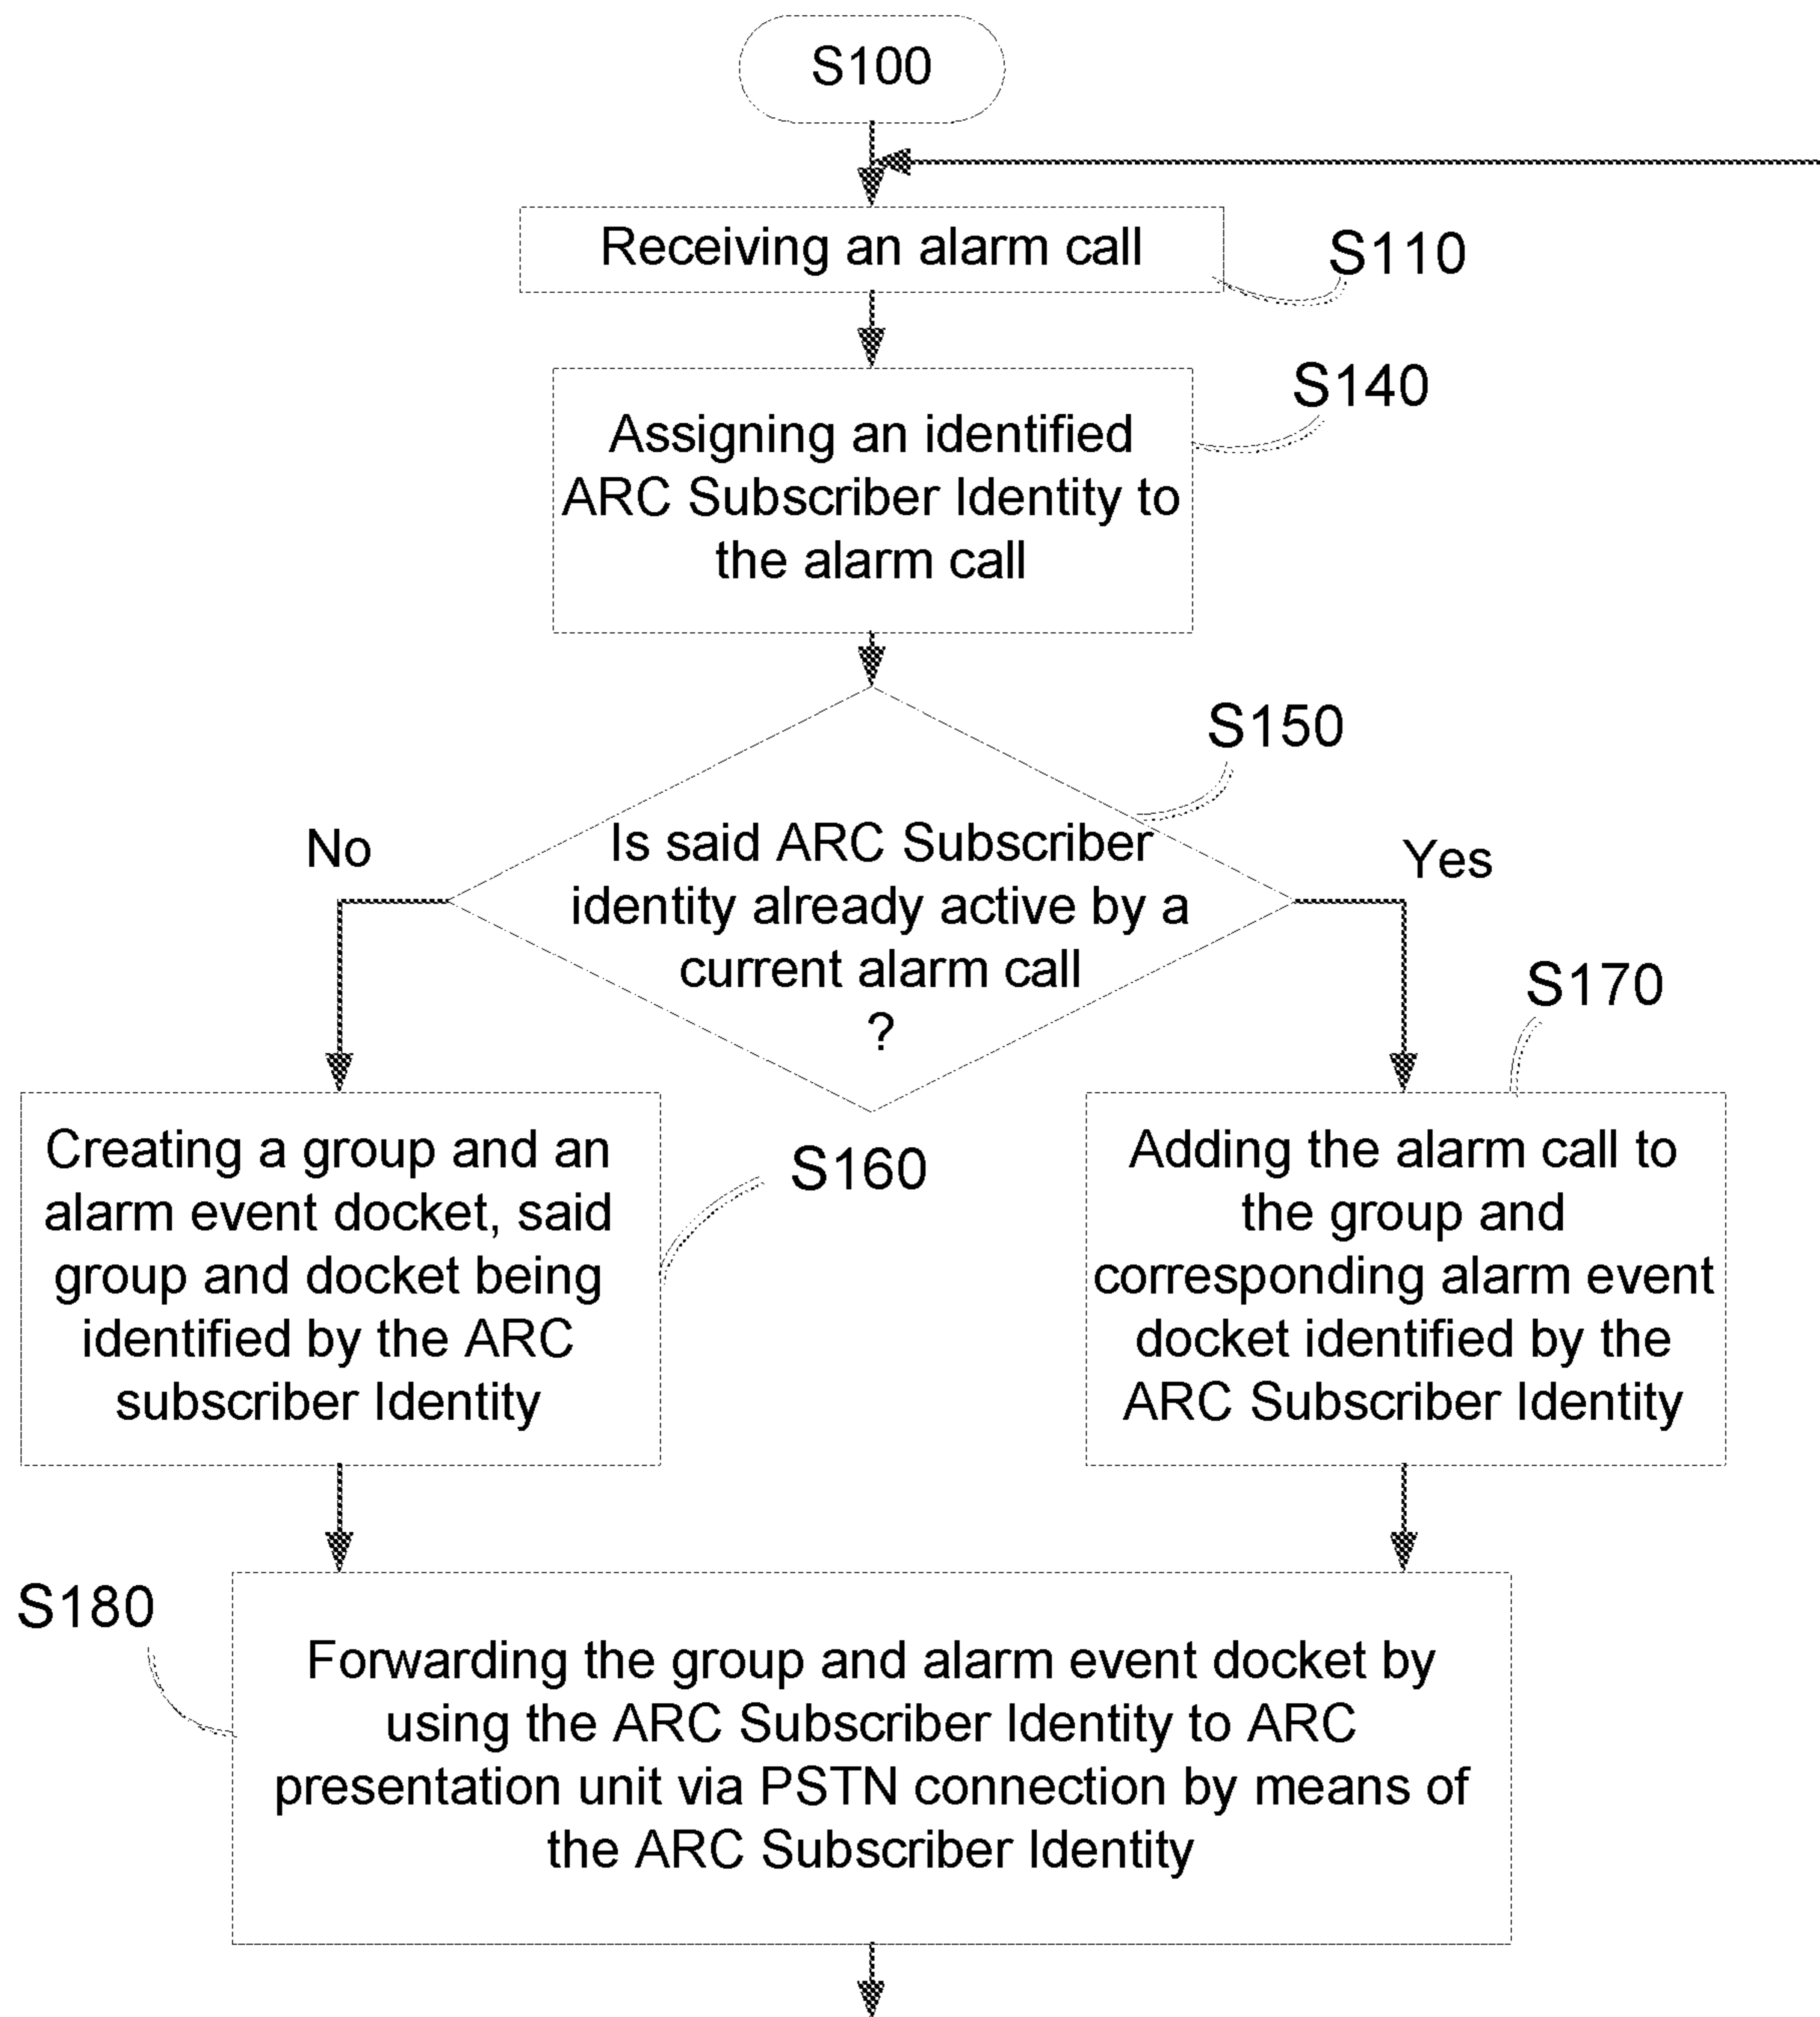 S100
Receiving an alarm call
S110
Assigning an identified
ARC Subscriber Identity to
the alarm call
S140
S150
Is said ARC Subscriber
identity already active by a
current alarm call
?
No
Yes
S170
Creating a group and an
alarm event docket, said
group and docket being
identified by the ARC
subscriber Identity
S160
Adding the alarm call to
the group and
corresponding alarm event
docket identified by the
ARC Subscriber Identity
S180
Forwarding the group and alarm event docket by
using the ARC Subscriber Identity to ARC
presentation unit via PSTN connection by means of
the ARC Subscriber Identity